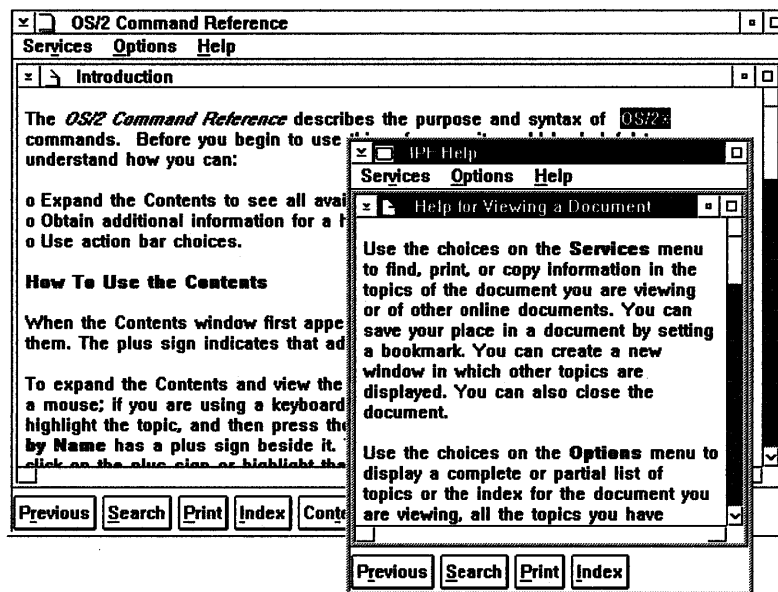 OS/2 Command Reference
Services Options Help
Introduction
The OS/2 Command Reference describes the purpose and syntax of OS/2
commands. Before you begin to use
understand how you can:
o Expand the Contents to see all avai
o Obtain additional information for a h
o Use action bar choices.
How To Use the Contents
When the Contents window first appe
them. The plus sign indicates that ad
To expand the Contents and view the
a mouse; if you are using a keyboard
highlight the topic, and then press the
by Name has a plus sign beside it.
click on the plus sign or highlight tha
Previous Search Print Index Conte
IPF Help
Services Options Help
Help for Viewing a Document
Use the choices on the Services menu
to find, print, or copy information in the
topics of the document you are viewing
or of other online documents. You can
save your place in a document by setting
a bookmark. You can create a new
window in which other topics are
displayed. You can also close the
document.
Use the choices on the Options menu to
display a complete or partial list of
topics or the index for the document you
are viewing, all the topics you have
Previous Search Print Index